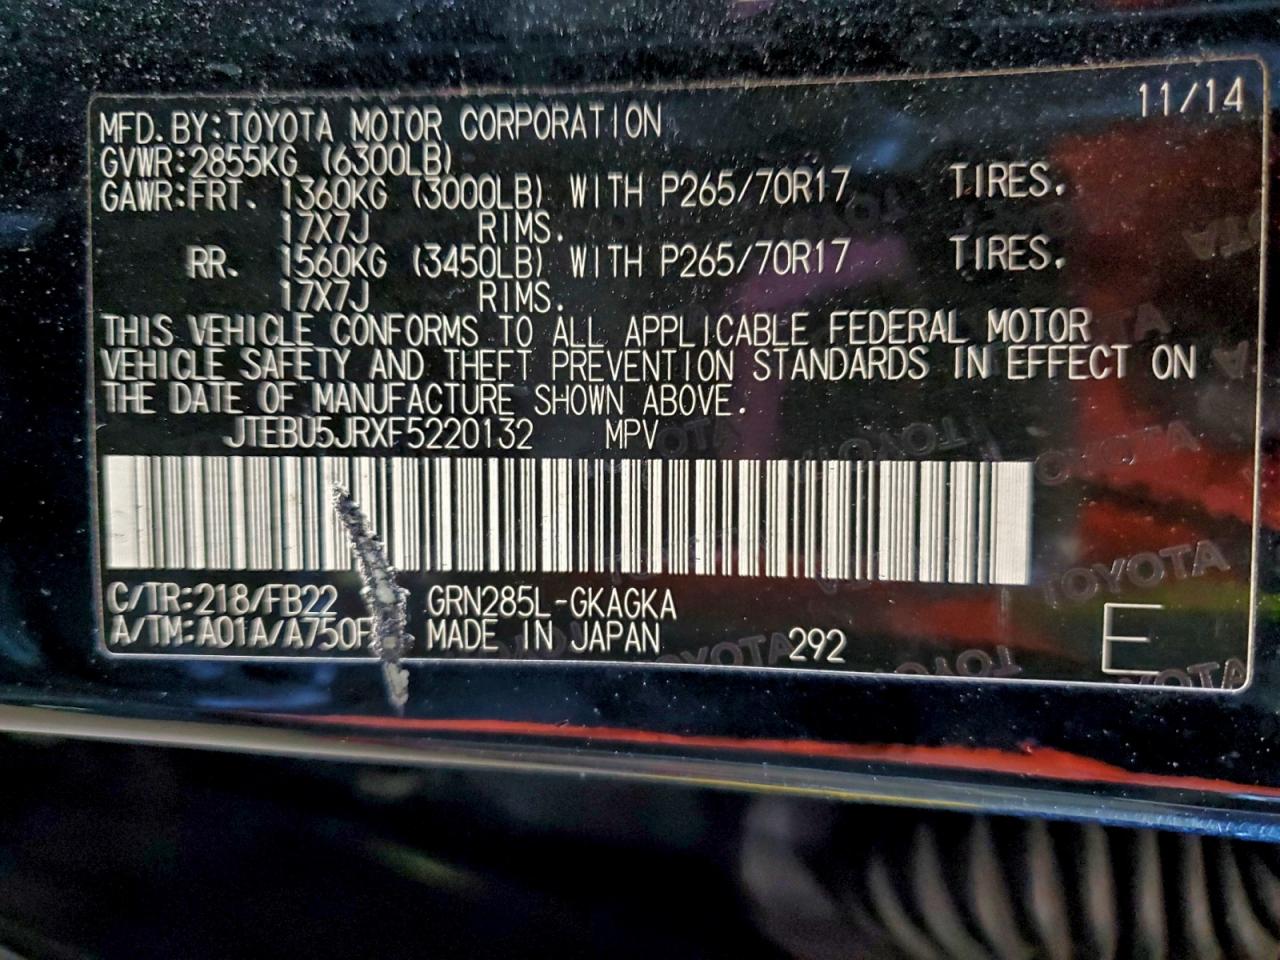 11/14
MFD.BY:TOYOTA MOTOR CORPORATION
GVWR:2855KG (6300LB)
GAWR:FRT. 1360KG (3000LB) WITH P265/70R17 TIRES.
17X7J RIMS.
RR. 1560KG (3450LB) WITH P265/70R17 TIRES.
17X7J RIMS.
THIS VEHICLE CONFORMS TO ALL APPLICABLE FEDERAL MOTOR
VEHICLE SAFETY AND THEFT PREVENTION STANDARDS IN EFFECT ON
THE DATE OF MANUFACTURE SHOWN ABOVE.
JTEBU5JRXF5220132 MPV
C/TR:218/FB22 GRN285L-GKAGKA
A/TM:A01A/A750F MADE IN JAPAN 292 E
TOYOTA